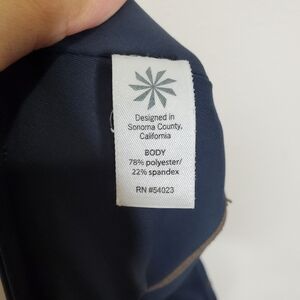 Designed in
Sonoma County,
California
BODY
78% polyester/
22% spandex
RN #54023